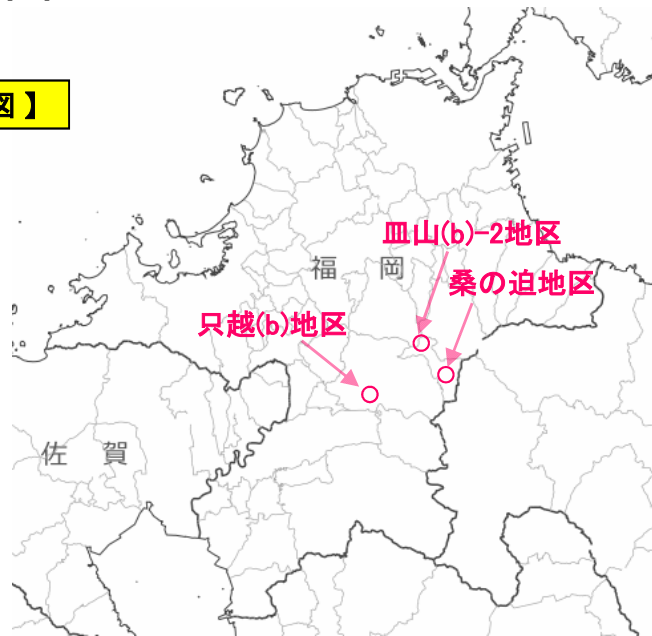 図 】
皿山(b)-2地区
福 岡
桑の迫地区
只越(b)地区
佐 賀